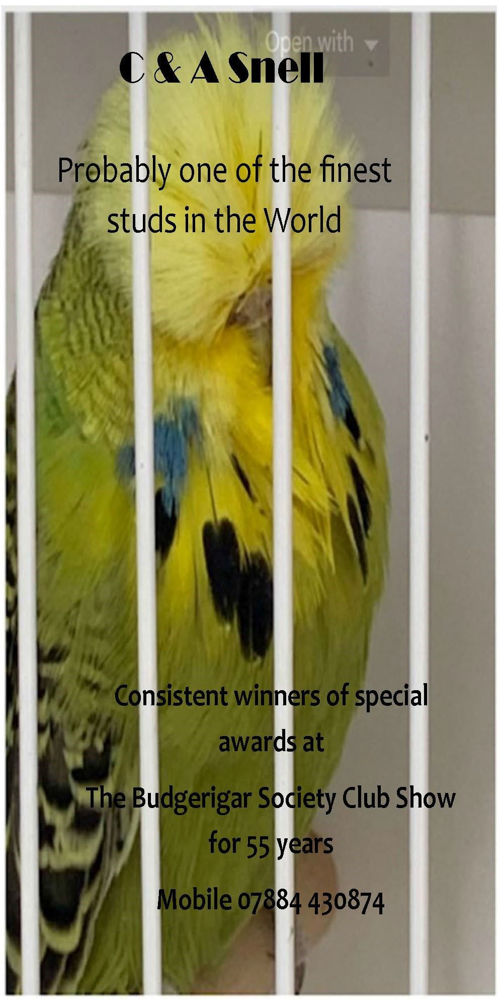 Open with
C & A Snell
Probably one of the finest
studs in the World
Consistent winners of special
awards at
The Budgerigar Society Club Show
for 55 years
Mobile 07884 430874